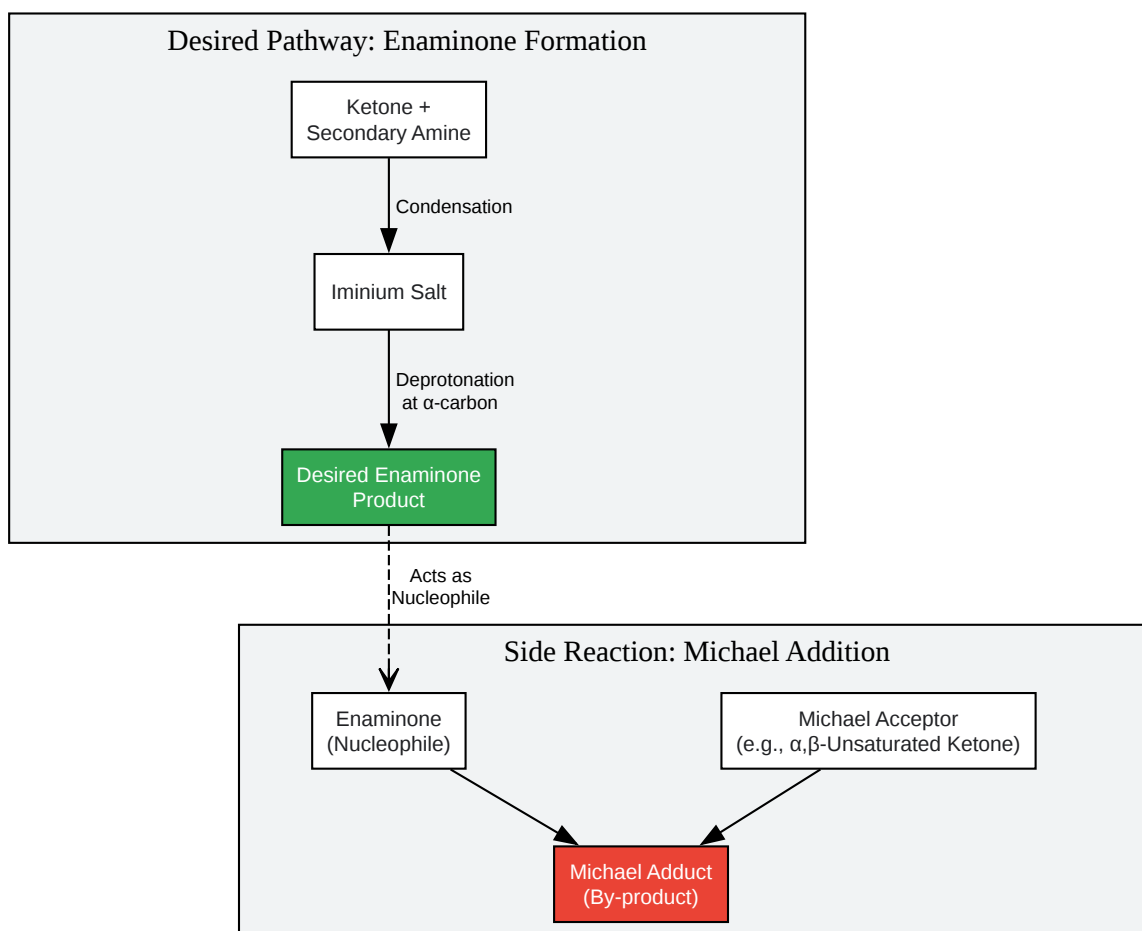 Desired Pathway: Enaminone Formation
Ketone +
Secondary Amine
Condensation
Iminium Salt
Deprotonation
at α-carbon
Desired Enaminone
Product
Acts as
Nucleophile
Side Reaction: Michael Addition
Enaminone
(Nucleophile)
Michael Acceptor
(e.g., α,β-Unsaturated Ketone)
Michael Adduct
(By-product)